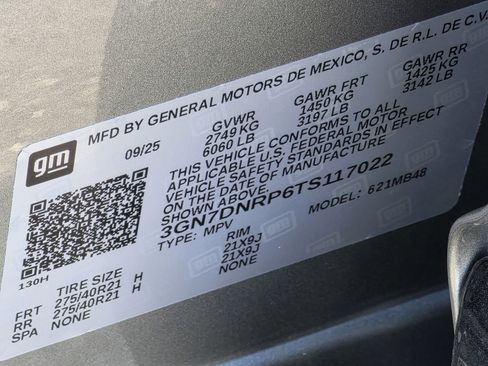 MFD BY GENERAL MOTORS DE MEXICO, S. DE R.L. DE C.V.
gm
09/25
GVWR GAWR FRT GAWR RR
2749 KG 1450 KG 1425 KG
6060 LB 3197 LB 3142 LB
THIS VEHICLE CONFORMS TO ALL
APPLICABLE U.S. FEDERAL MOTOR
VEHICLE SAFETY STANDARDS IN EFFECT
ON THE DATE OF MANUFACTURE
SHOWN ABOVE.
3GN7DNRP6TS117022
TYPE: MPV MODEL: 621MB48
130H
TIRE SIZE RIM
FRT 275/40R21 H 21X9J
RR 275/40R21 H 21X9J
SPA NONE NONE